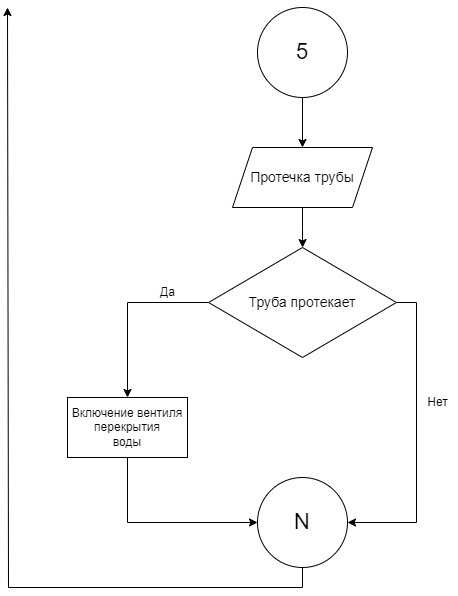 5
Протечка трубы
Труба протекает
Да
Нет
Включение вентиля
перекрытия
воды
N